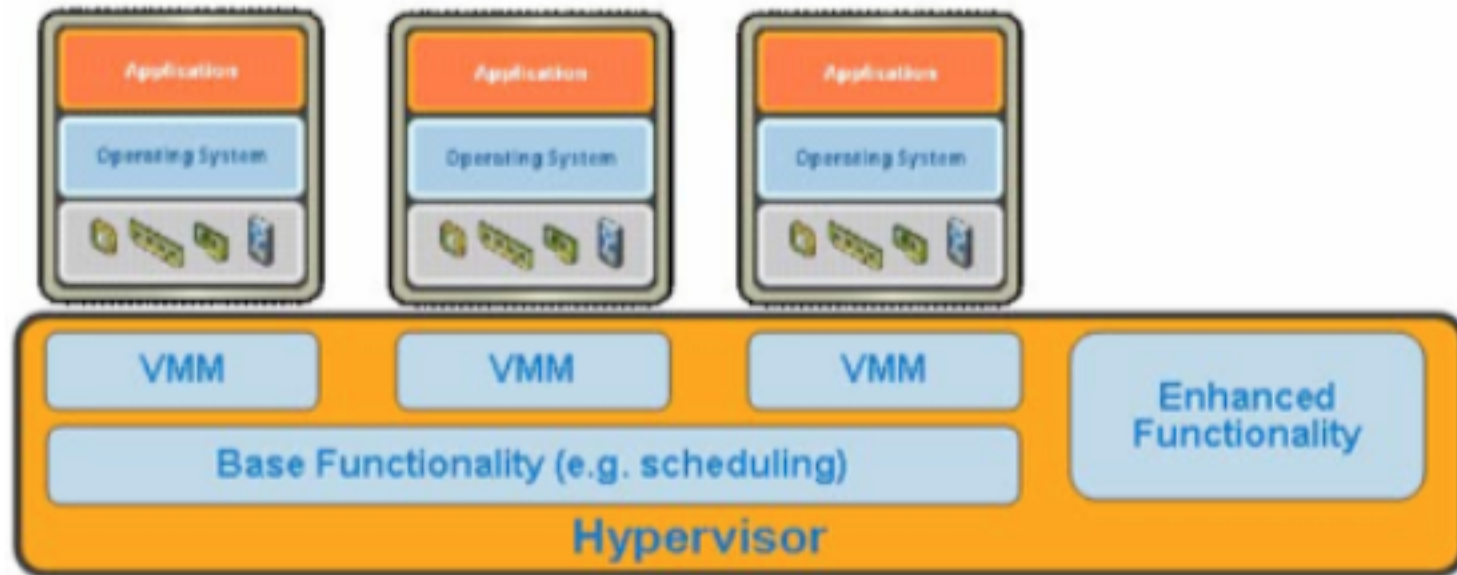 Application
Application
Application
Operating System
Operating System
Operating System
VMM
VMM
VMM
Enhanced
Functionality
Base Functionality (e.g. scheduling)
Hypervisor